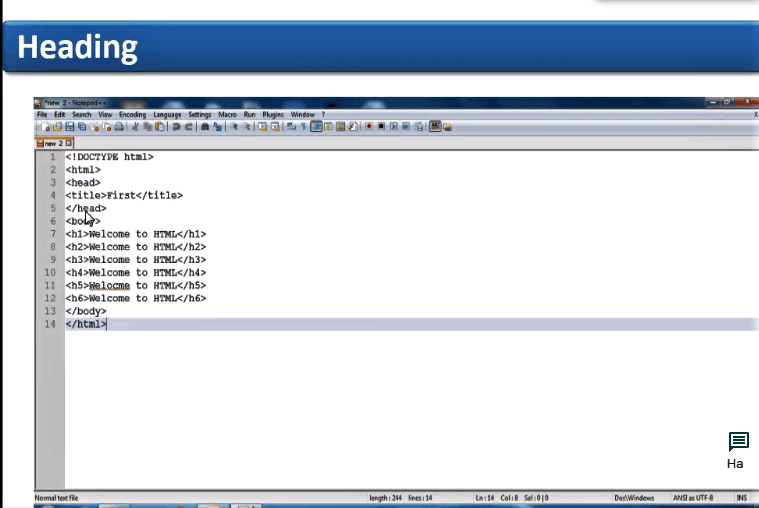 Heading
*new 2 - Notepad++
File Edit Search View Encoding Language Settings Macro Run Plugins Window ?
X
new 2
1 <!DOCTYPE html>
2 <html>
3 <head>
4 <title>First</title>
5 </head>
6 <body>
7 <h1>Welcome to HTML</h1>
8 <h2>Welcome to HTML</h2>
9 <h3>Welcome to HTML</h3>
10 <h4>Welcome to HTML</h4>
11 <h5>Welocme to HTML</h5>
12 <h6>Welcome to HTML</h6>
13 </body>
14 </html>
Ha
Normal text file length : 244 lines : 14 Ln : 14 Col : 8 Sel : 0 | 0 Dos\Windows ANSI as UTF-8 INS